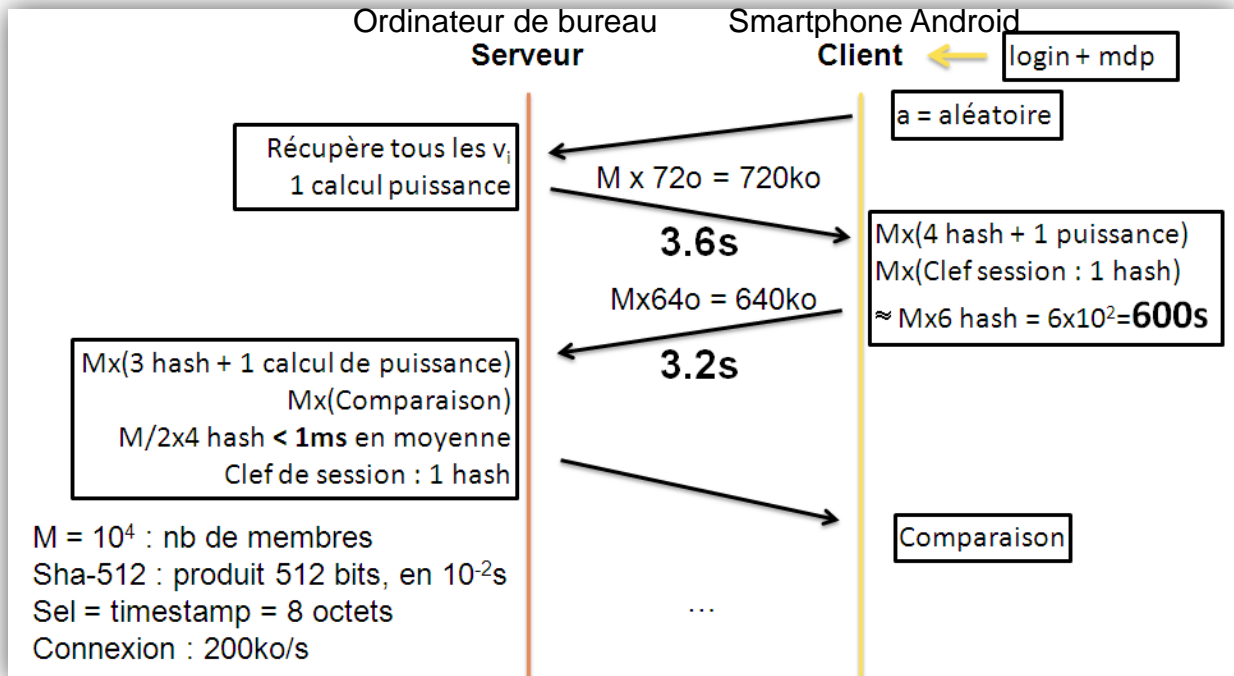 Ordinateur de bureau
Smartphone Android
Serveur
Client
login + mdp
a = aléatoire
Récupère tous les vᵢ
1 calcul puissance
M x 72o = 720ko
3.6s
Mx(4 hash + 1 puissance)
Mx(Clef session : 1 hash)
≈ Mx6 hash = 6x10²=600s
Mx64o = 640ko
3.2s
Mx(3 hash + 1 calcul de puissance)
Mx(Comparaison)
M/2x4 hash < 1ms en moyenne
Clef de session : 1 hash
Comparaison
M = 10⁴ : nb de membres
Sha-512 : produit 512 bits, en 10⁻²s
Sel = timestamp = 8 octets
Connexion : 200ko/s
…